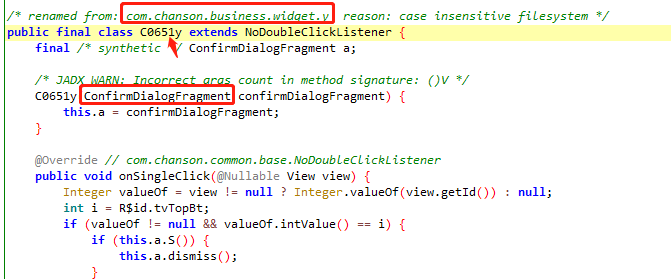 /* renamed from: com.chanson.business.widget.y reason: case insensitive filesystem */
public final class C0651y extends NoDoubleClickListener {
final /* synthetic */ ConfirmDialogFragment a;
/* JADX WARN: Incorrect args count in method signature: ()V */
C0651y(ConfirmDialogFragment confirmDialogFragment) {
this.a = confirmDialogFragment;
}
@Override // com.chanson.common.base.NoDoubleClickListener
public void onSingleClick(@Nullable View view) {
Integer valueOf = view != null ? Integer.valueOf(view.getId()) : null;
int i = R$id.tvTopBt;
if (valueOf != null && valueOf.intValue() == i) {
if (this.a.S()) {
this.a.dismiss();
}